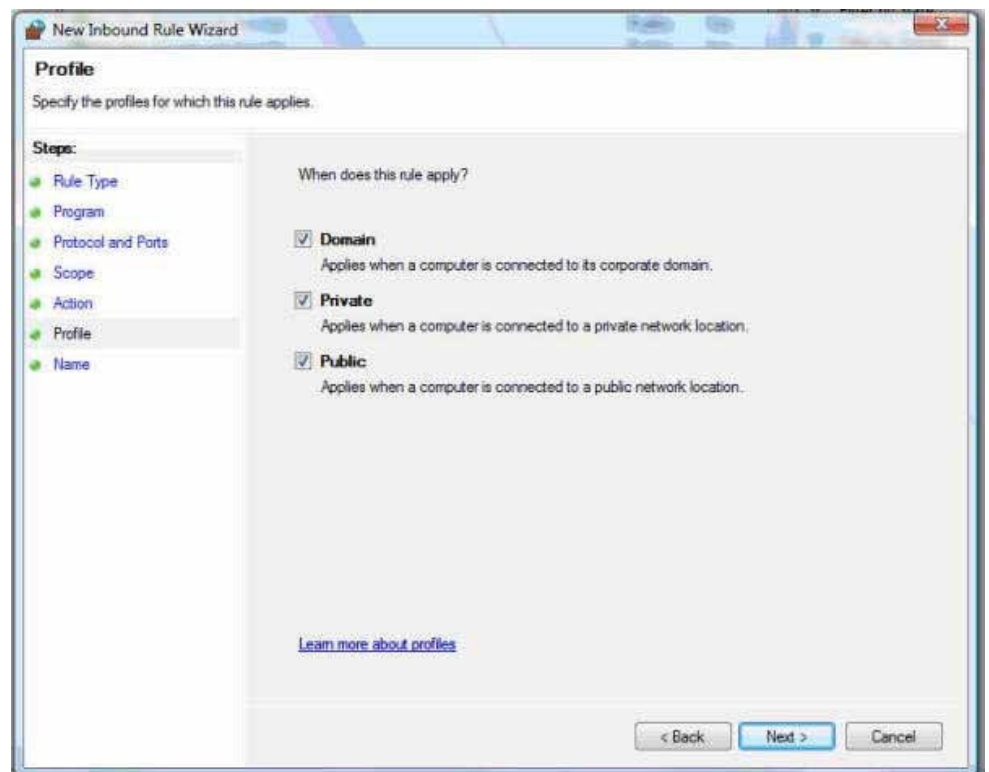 New Inbound Rule Wizard
Profile
Specify the profiles for which this rule applies.
Steps:
Rule Type
Program
Protocol and Ports
Scope
Action
Profile
Name
When does this rule apply?
Domain
Applies when a computer is connected to its corporate domain.
Private
Applies when a computer is connected to a private network location.
Public
Applies when a computer is connected to a public network location.
Learn more about profiles
< Back
Next >
Cancel